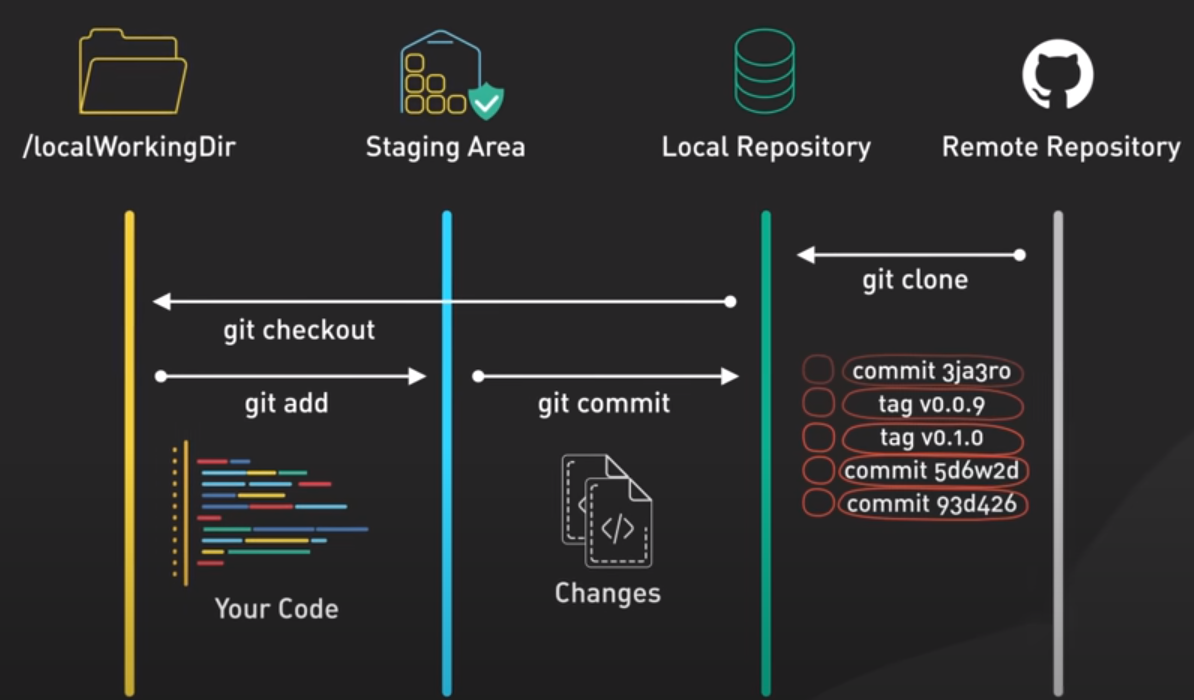 /localWorkingDir
Staging Area
Local Repository
Remote Repository
git clone
git checkout
git add
git commit
commit 3ja3ro
tag v0.0.9
tag v0.1.0
commit 5d6w2d
commit 93d426
</>
Changes
Your Code